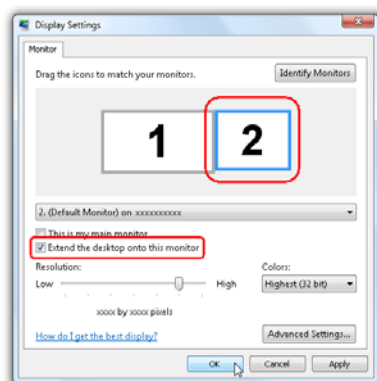 Display Settings
Monitor
Drag the icons to match your monitors.
Identify Monitors
1
2
2. (Default Monitor) on xxxxxxxxxx
This is my main monitor
Extend the desktop onto this monitor
Resolution:
Colors:
Low
High
Highest (32 bit)
xxxx by xxxx pixels
How do I get the best display?
Advanced Settings...
OK
Cancel
Apply